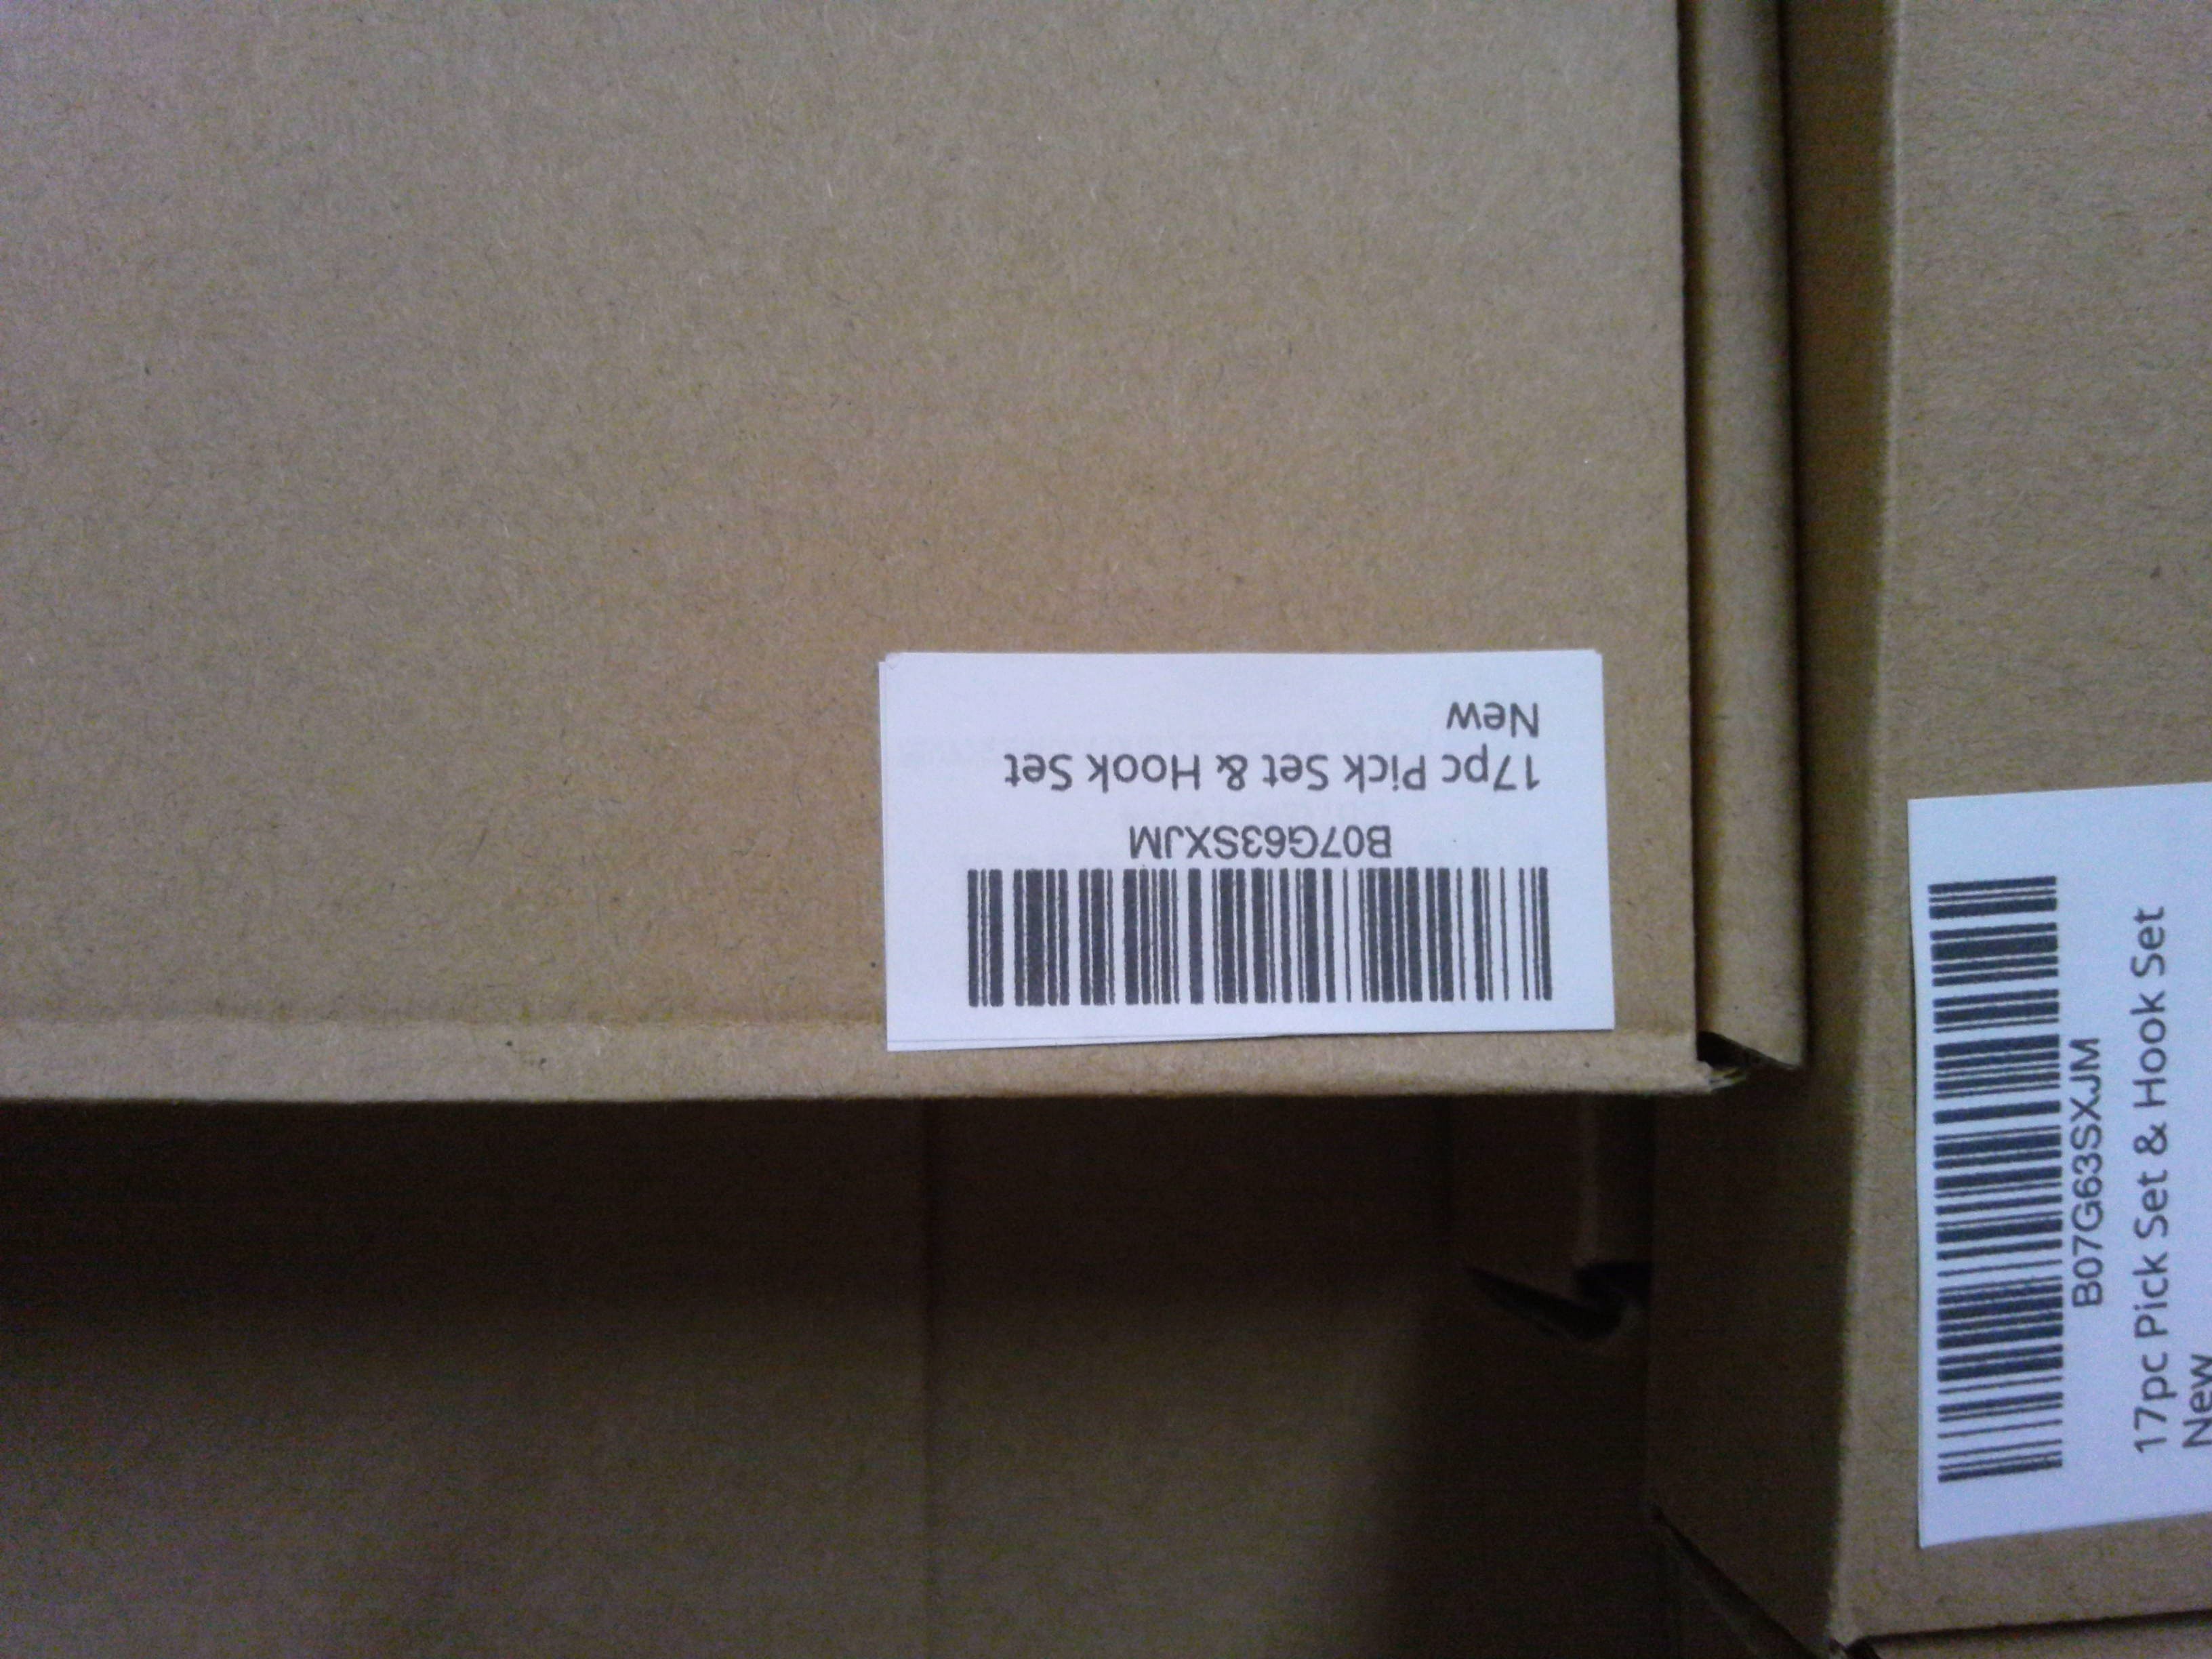 B07G63SXJM
17pc Pick Set & Hook Set
New
B07G63SXJM
17pc Pick Set & Hook Set
New